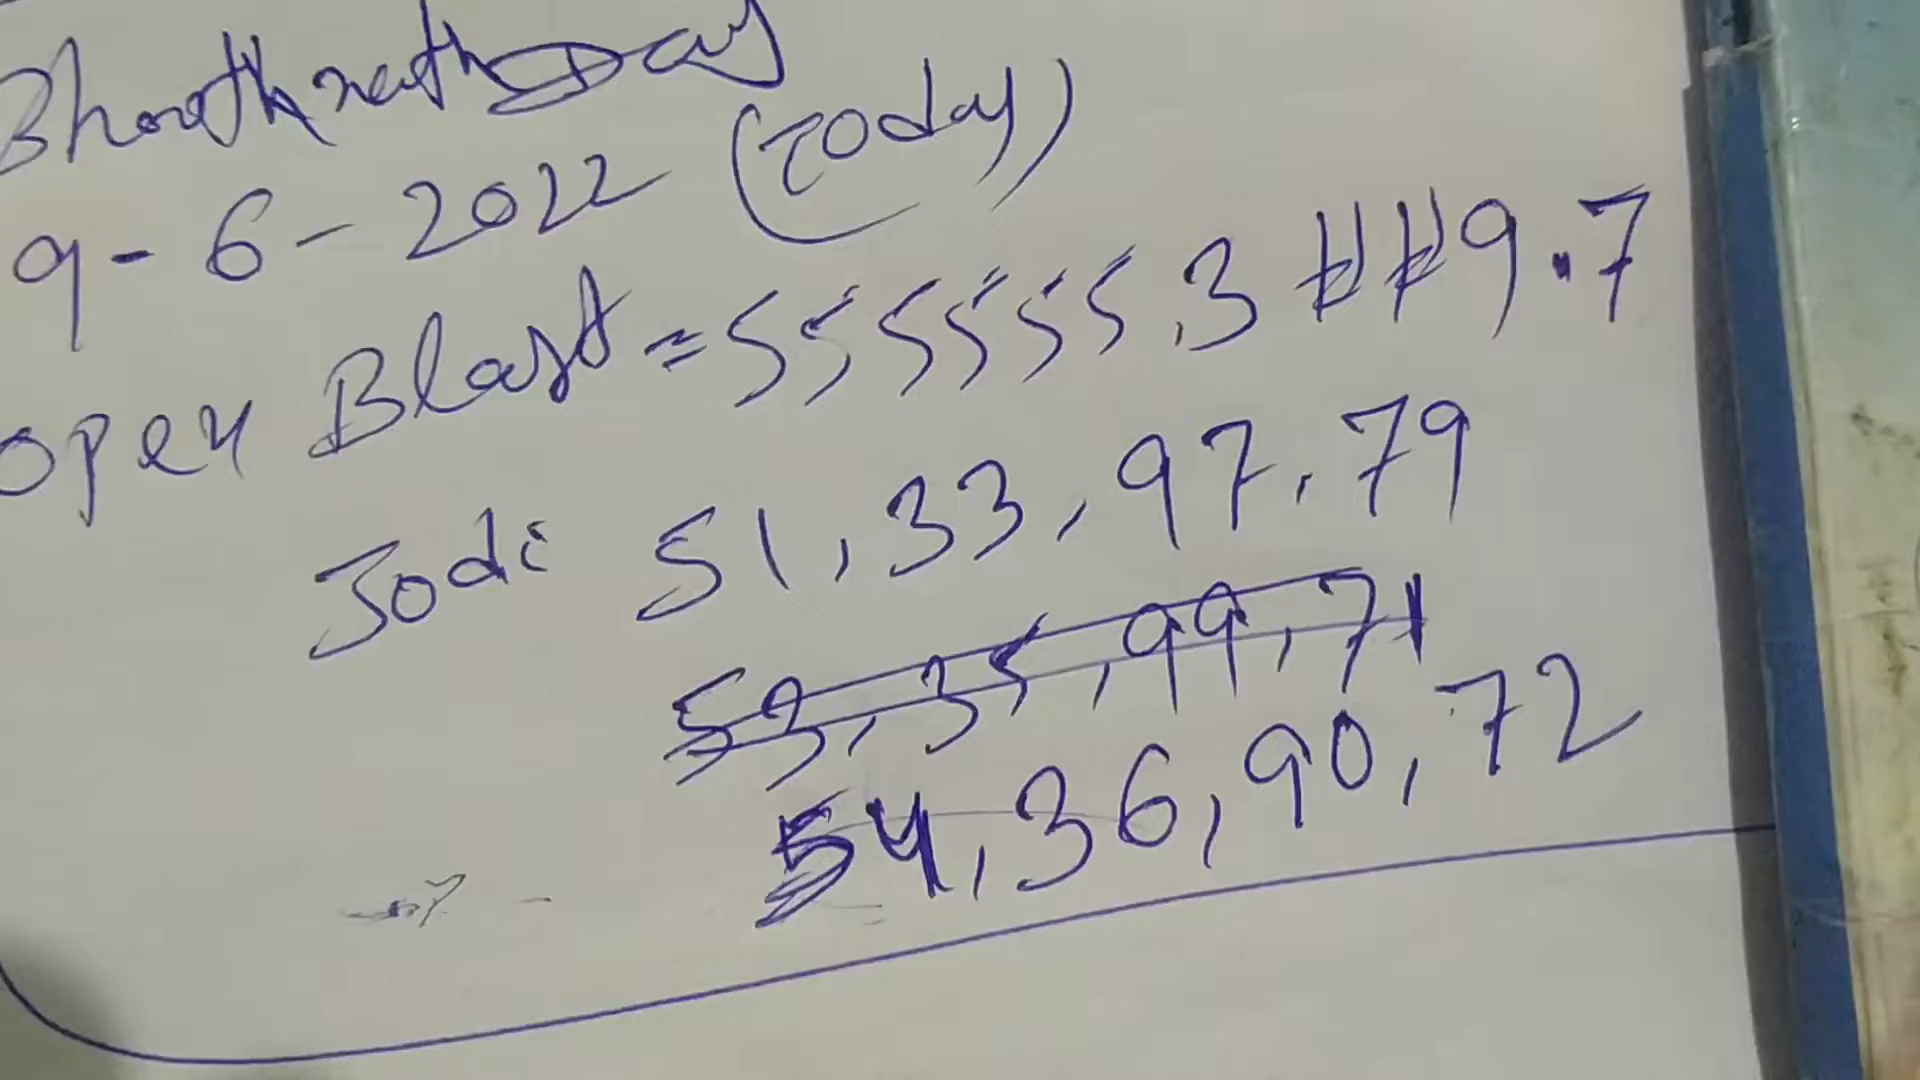 Bhoothnath Day
9-6-2022 (Today)
open Blast = 555555.3 ## 9.7
Jodi 51, 33, 97, 79
53, 35, 99, 71
54, 36, 90, 72